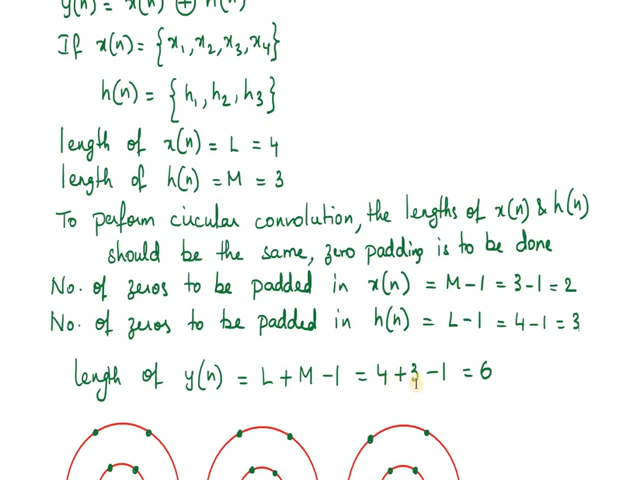 y(n) = x(n) ⊕ h(n)
If x(n) = {x1, x2, x3, x4}
h(n) = {h1, h2, h3}
length of x(n) = L = 4
length of h(n) = M = 3
To perform circular convolution, the lengths of x(n) & h(n)
should be the same, zero padding is to be done
No. of zeros to be padded in x(n) = M-1 = 3-1 = 2
No. of zeros to be padded in h(n) = L-1 = 4-1 = 3
length of y(n) = L + M - 1 = 4 + 3 - 1 = 6